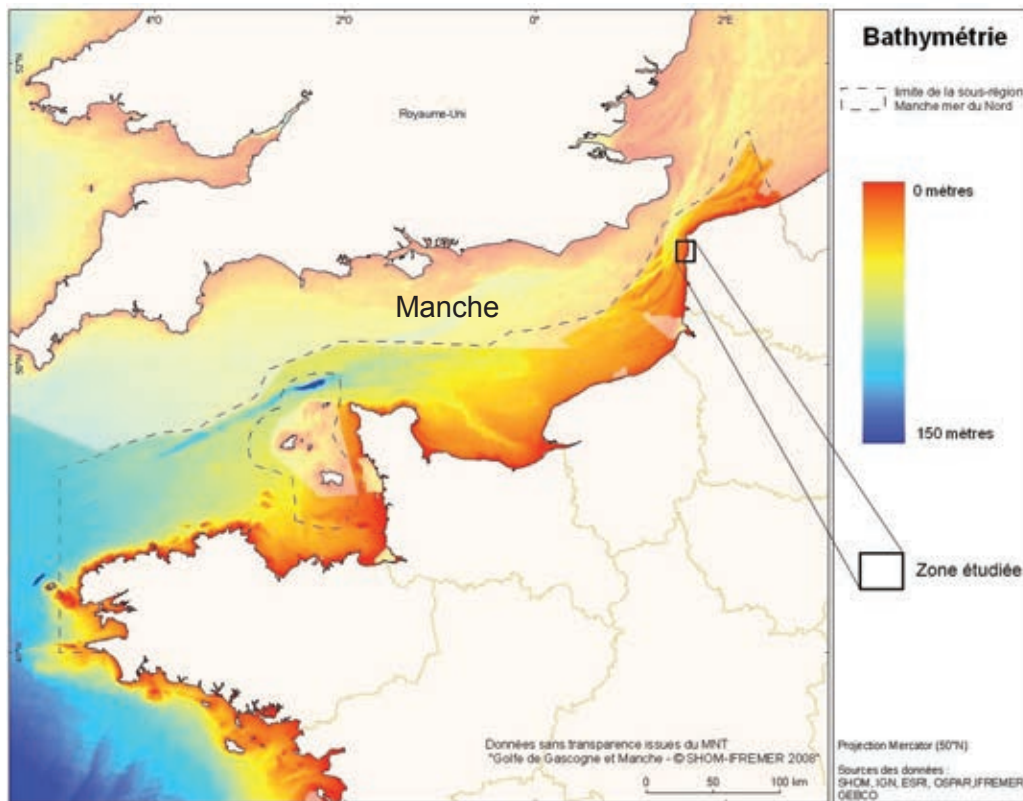 4°O
2°O
0°
2°E
52°N
50°N
Royaume-Uni
Manche
Données sans transparence issues du MNT
"Golfe de Gascogne et Manche - © SHOM-IFREMER 2008"
0 50 100 km
Bathymétrie
limite de la sous-région
Manche mer du Nord
0 mètres
150 mètres
Zone étudiée
Projection Mercator (50°N)
Sources des données :
SHOM, IGN, ESRI, OSPAR,IFREMER
GEBCO